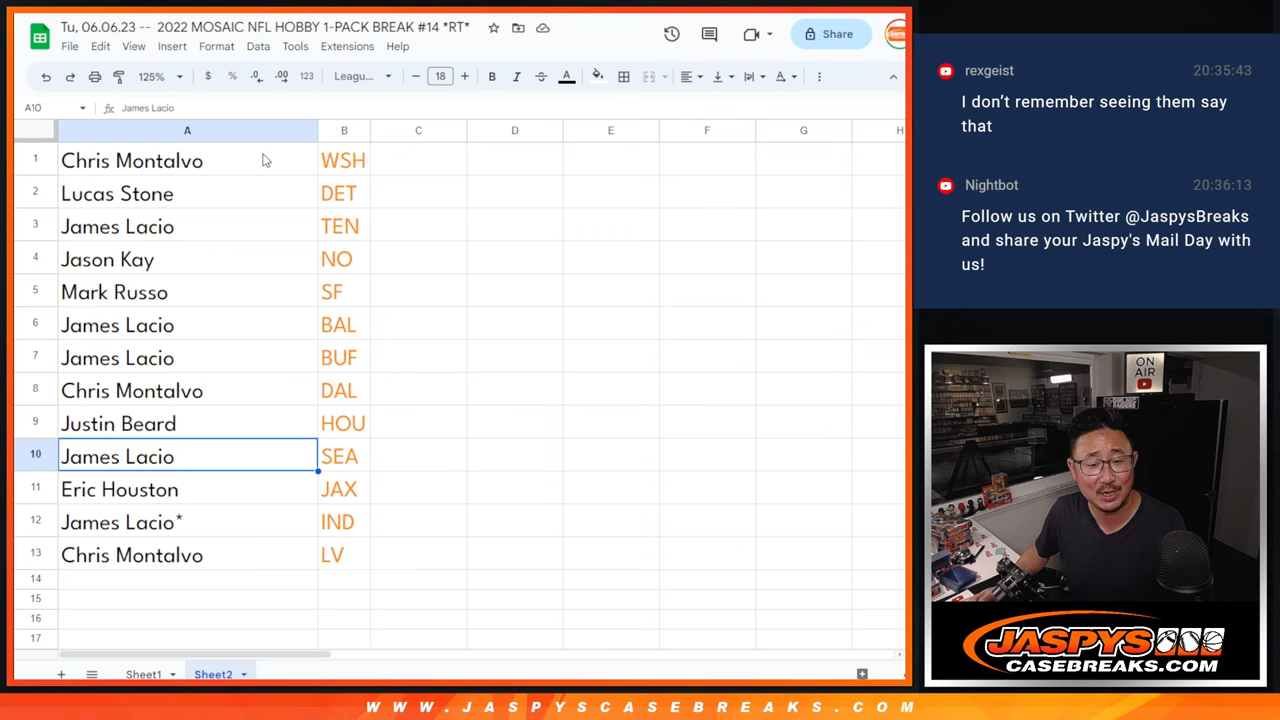 Tu, 06.06.23 -- 2022 MOSAIC NFL HOBBY 1-PACK BREAK #14 *RT*
File Edit View Insert Format Data Tools Extensions Help
Share
125% $ % .0 .00 123 Leagu... 18 B I A
A10 fx James Lacio
A B C D E F G H
1 Chris Montalvo WSH
2 Lucas Stone DET
3 James Lacio TEN
4 Jason Kay NO
5 Mark Russo SF
6 James Lacio BAL
7 James Lacio BUF
8 Chris Montalvo DAL
9 Justin Beard HOU
10 James Lacio SEA
11 Eric Houston JAX
12 James Lacio* IND
13 Chris Montalvo LV
14
15
16
17
Sheet1 Sheet2
rexgeist 20:35:43
I don’t remember seeing them say
that
Nightbot 20:36:13
Follow us on Twitter @JaspysBreaks
and share your Jaspy's Mail Day with
us!
ON
AIR
JASPYS
CASEBREAKS.COM
WWW.JASPYSCASEBREAKS.COM